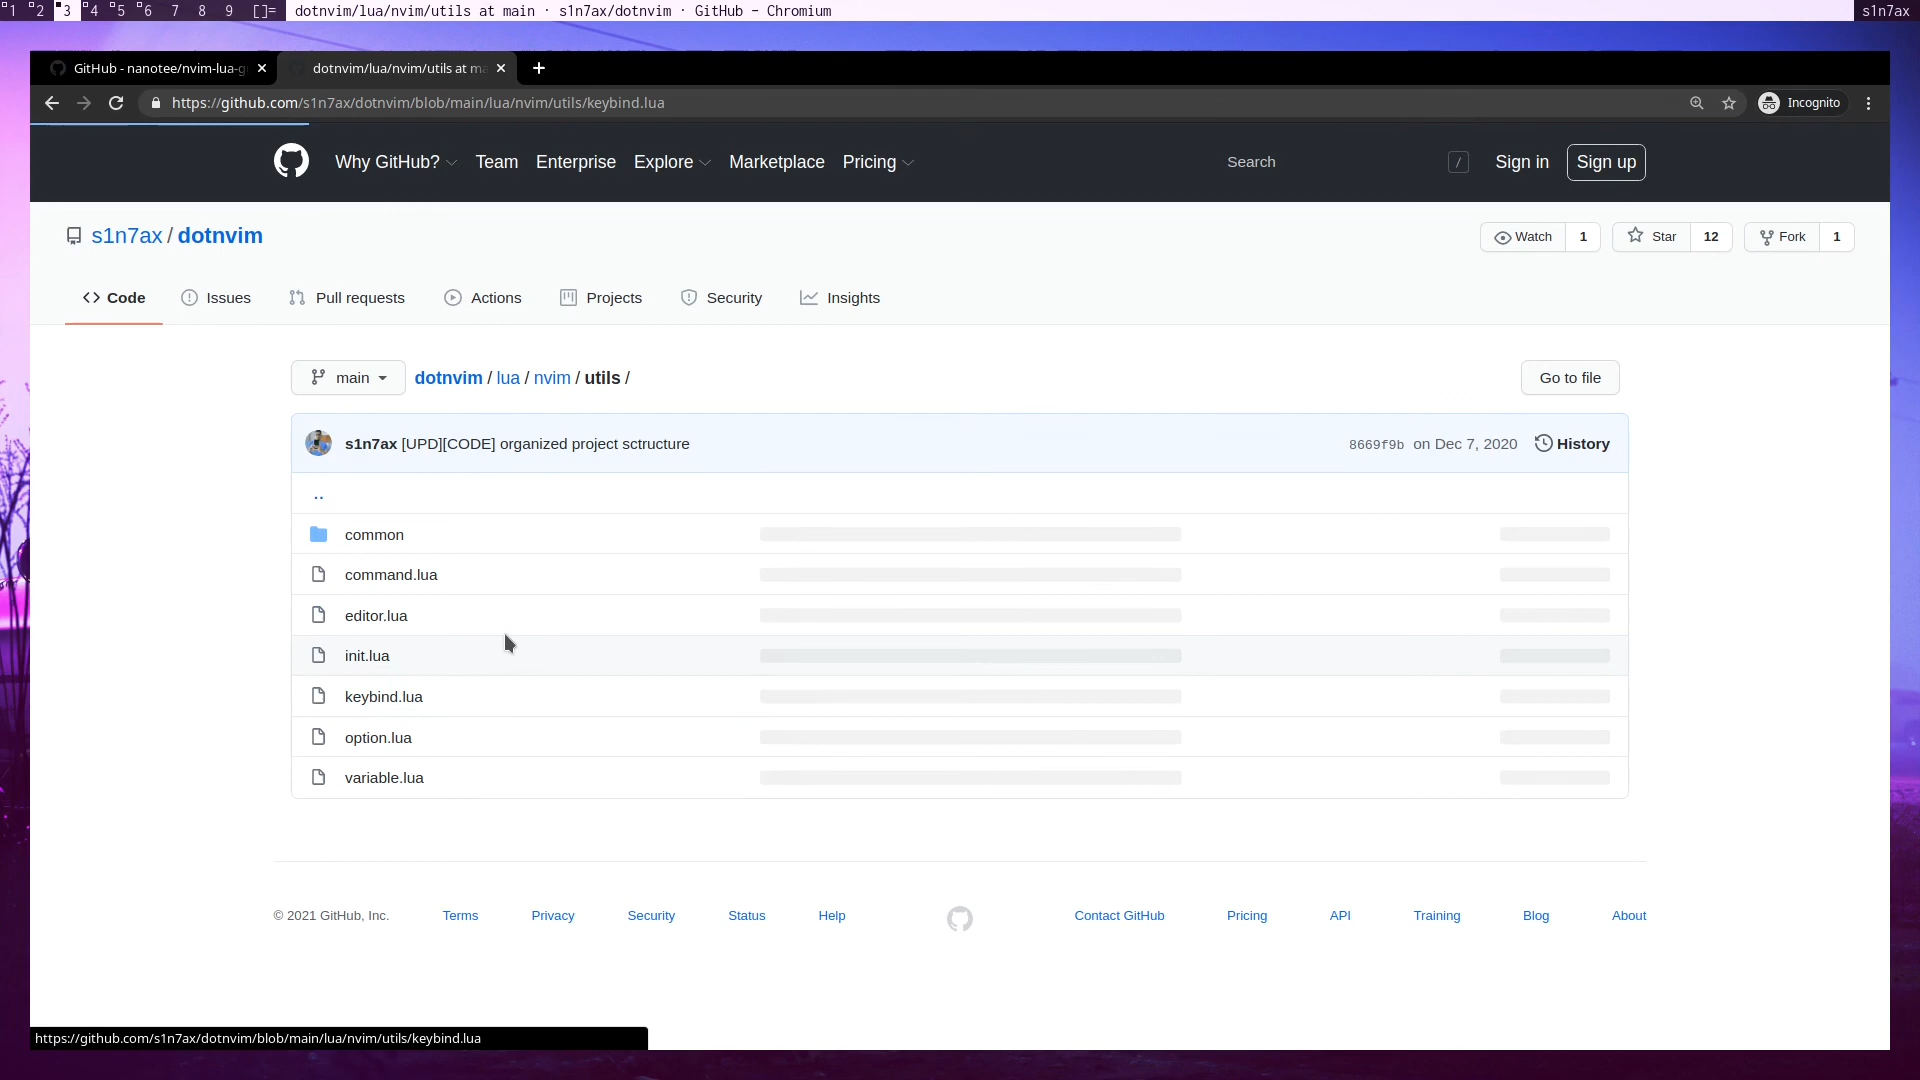 1 2 3 4 5 6 7 8 9 []= dotnvim/lua/nvim/utils at main · s1n7ax/dotnvim · GitHub - Chromium s1n7ax
GitHub - nanotee/nvim-lua-g dotnvim/lua/nvim/utils at ma
https://github.com/s1n7ax/dotnvim/blob/main/lua/nvim/utils/keybind.lua Incognito
Why GitHub? Team Enterprise Explore Marketplace Pricing Search / Sign in Sign up
s1n7ax / dotnvim Watch 1 Star 12 Fork 1
Code Issues Pull requests Actions Projects Security Insights
main dotnvim / lua / nvim / utils / Go to file
s1n7ax [UPD][CODE] organized project sctructure 8669f9b on Dec 7, 2020 History
..
common
command.lua
editor.lua
init.lua
keybind.lua
option.lua
variable.lua
© 2021 GitHub, Inc. Terms Privacy Security Status Help Contact GitHub Pricing API Training Blog About
https://github.com/s1n7ax/dotnvim/blob/main/lua/nvim/utils/keybind.lua